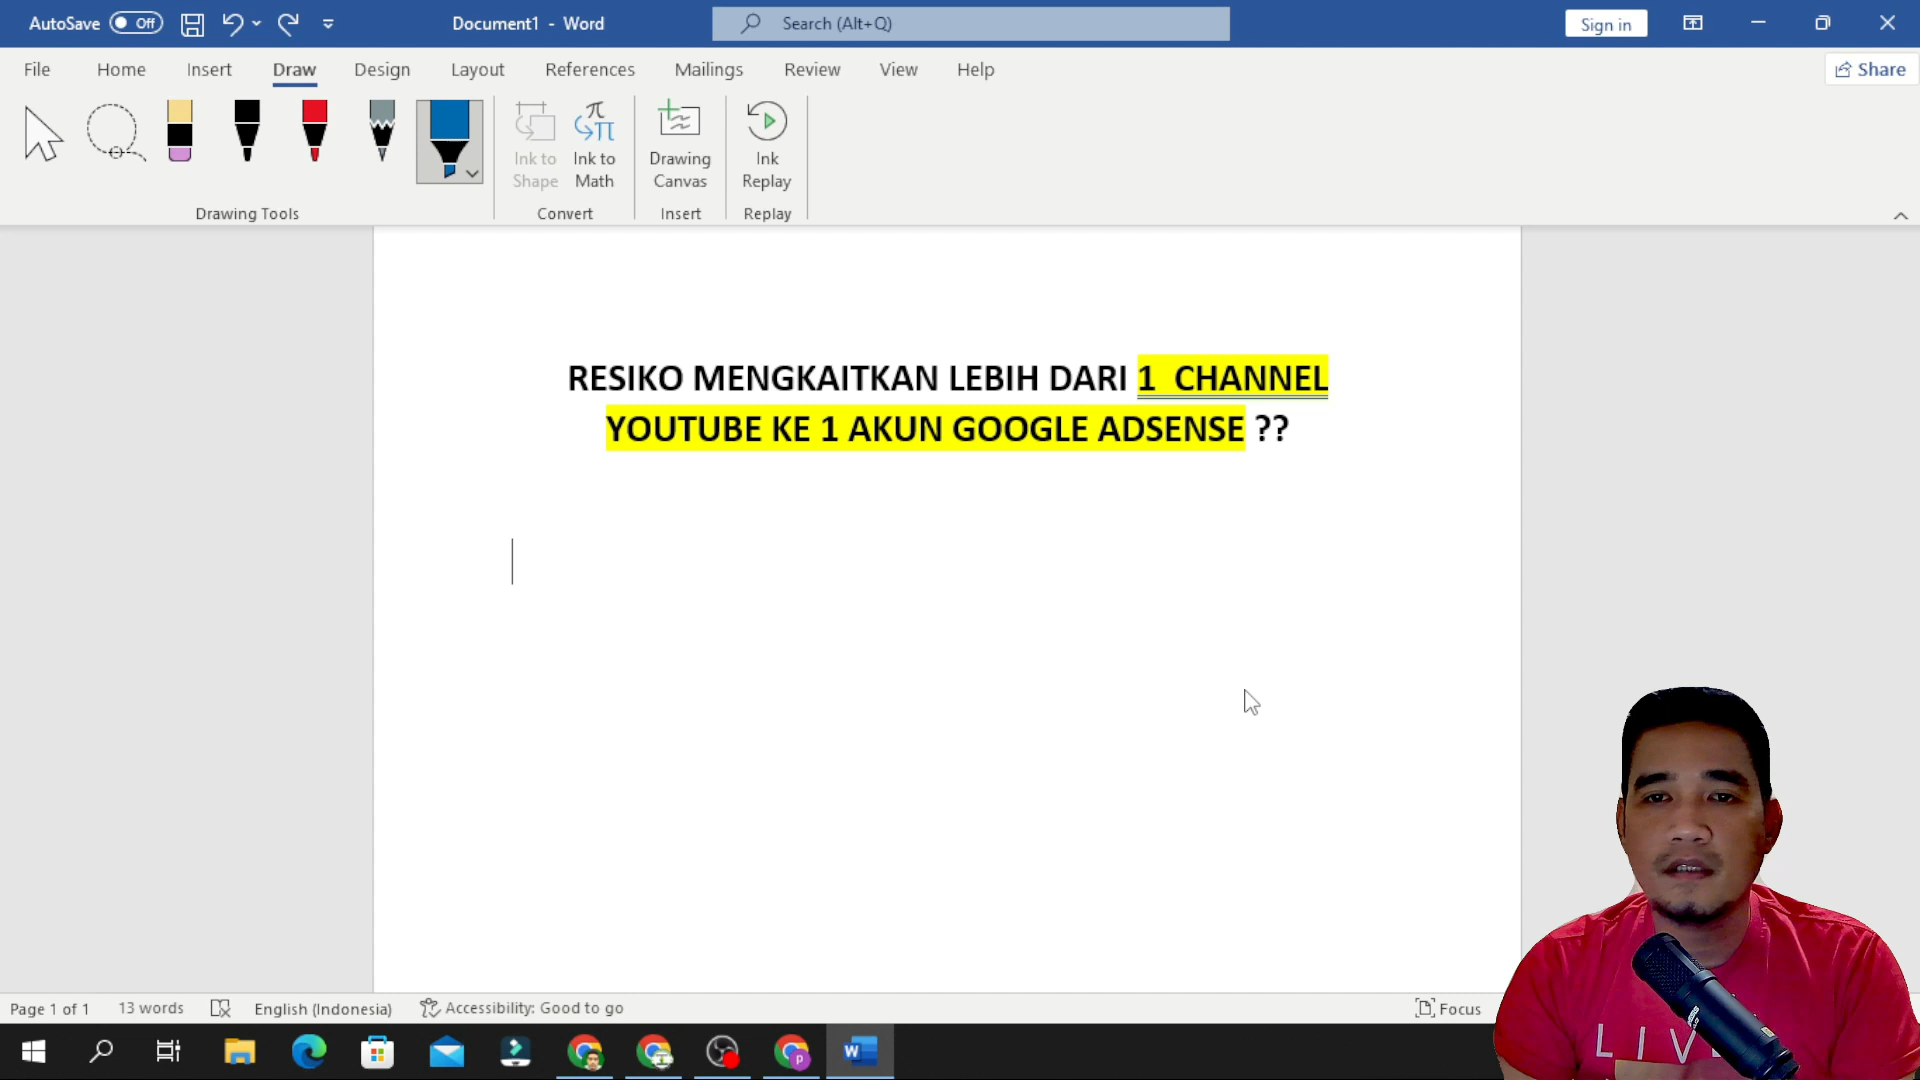 AutoSave Off Document1 - Word Search (Alt+Q) Sign in
File Home Insert Draw Design Layout References Mailings Review View Help Share
Ink to Shape
Ink to Math
Drawing Canvas
Ink Replay
Drawing Tools Convert Insert Replay
RESIKO MENGKAITKAN LEBIH DARI 1 CHANNEL
YOUTUBE KE 1 AKUN GOOGLE ADSENSE ??
Page 1 of 1 13 words English (Indonesia) Accessibility: Good to go Focus
LIV